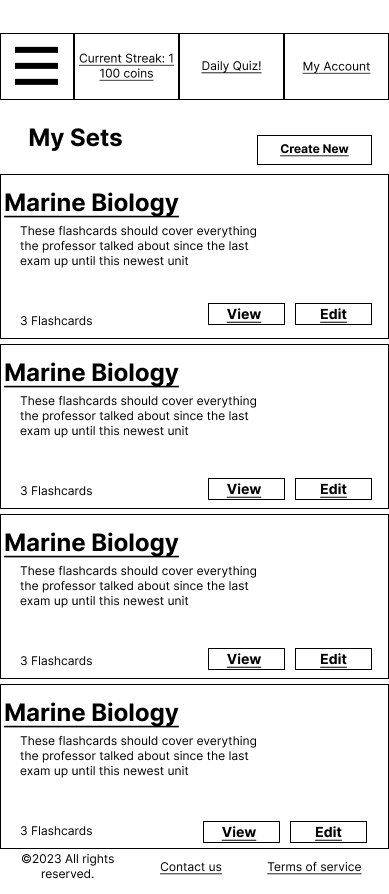 Current Streak: 1
100 coins
Daily Quiz!
My Account
My Sets
Create New
Marine Biology
These flashcards should cover everything
the professor talked about since the last
exam up until this newest unit
3 Flashcards
View
Edit
Marine Biology
These flashcards should cover everything
the professor talked about since the last
exam up until this newest unit
3 Flashcards
View
Edit
Marine Biology
These flashcards should cover everything
the professor talked about since the last
exam up until this newest unit
3 Flashcards
View
Edit
Marine Biology
These flashcards should cover everything
the professor talked about since the last
exam up until this newest unit
3 Flashcards
View
Edit
©2023 All rights
reserved.
Contact us
Terms of service